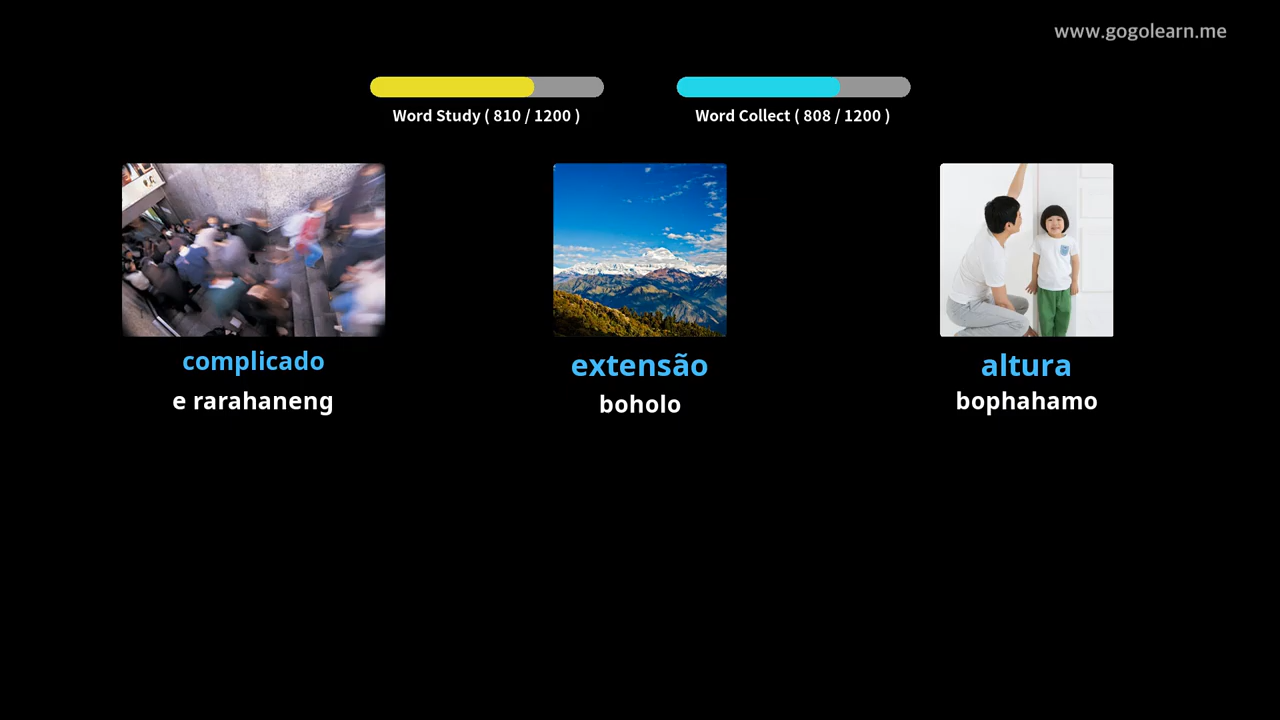 www.gogolearn.me
Word Study ( 810 / 1200 )
Word Collect ( 808 / 1200 )
complicado
e rarahaneng
extensão
boholo
altura
bophahamo